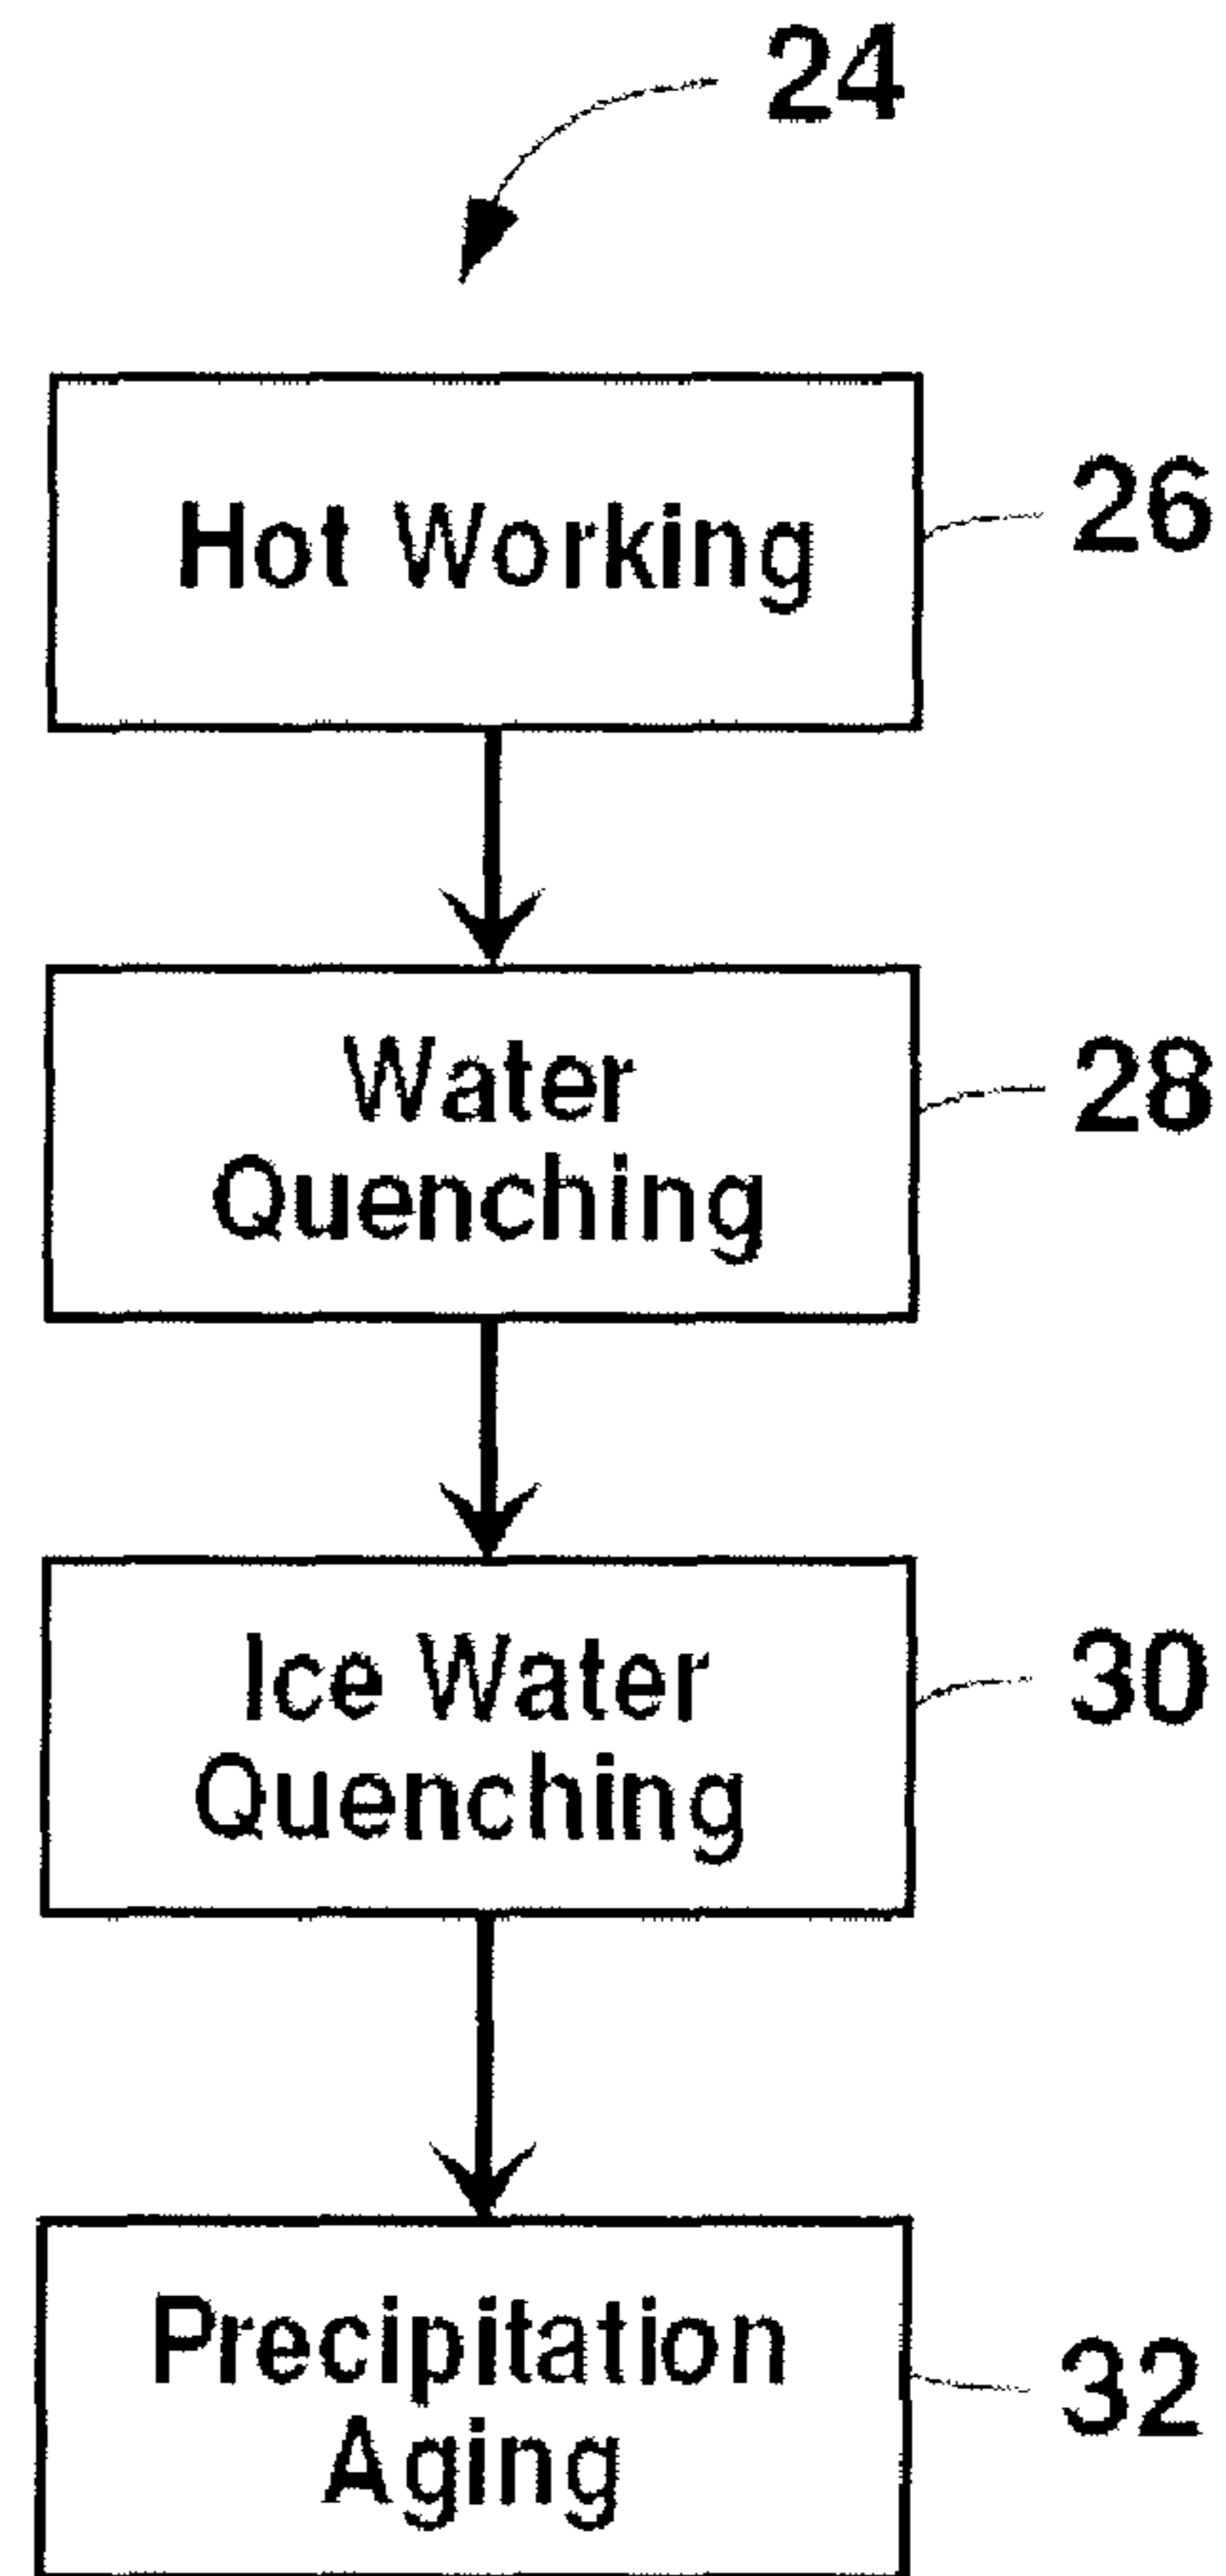 24
Hot Working
26
Water
Quenching
28
Ice Water
Quenching
30
Precipitation
Aging
32